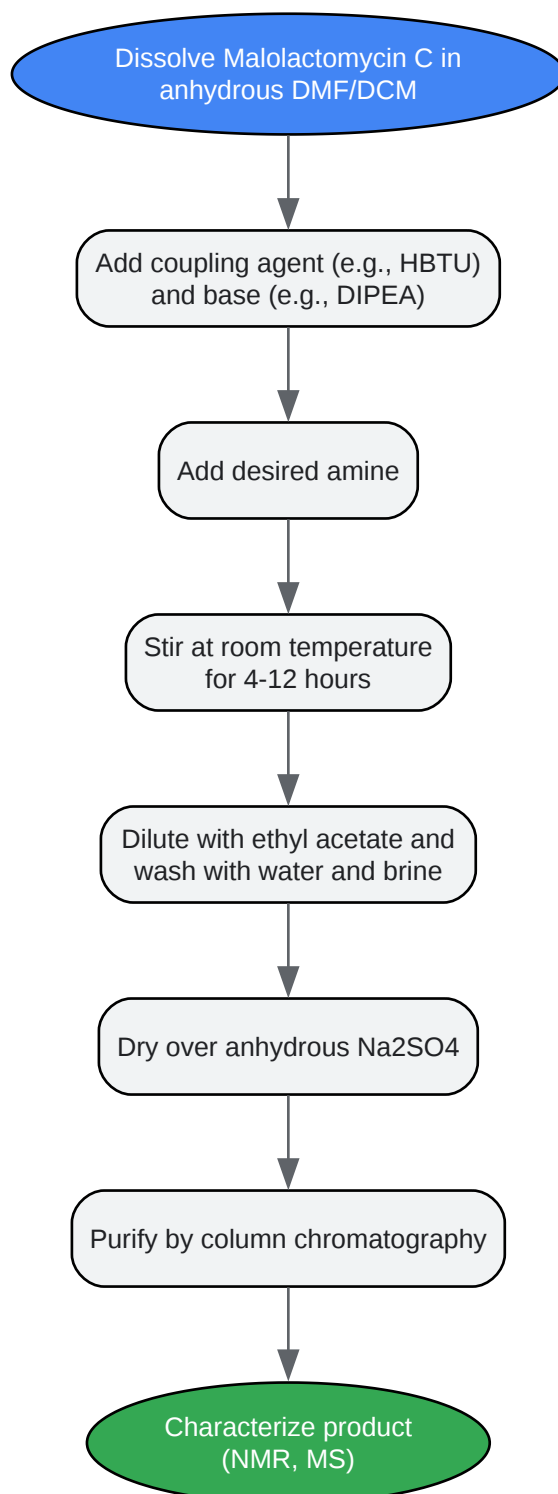 Dissolve Malolactomycin C in
anhydrous DMF/DCM
Add coupling agent (e.g., HBTU)
and base (e.g., DIPEA)
Add desired amine
Stir at room temperature
for 4-12 hours
Dilute with ethyl acetate and
wash with water and brine
Dry over anhydrous Na2SO4
Purify by column chromatography
Characterize product
(NMR, MS)